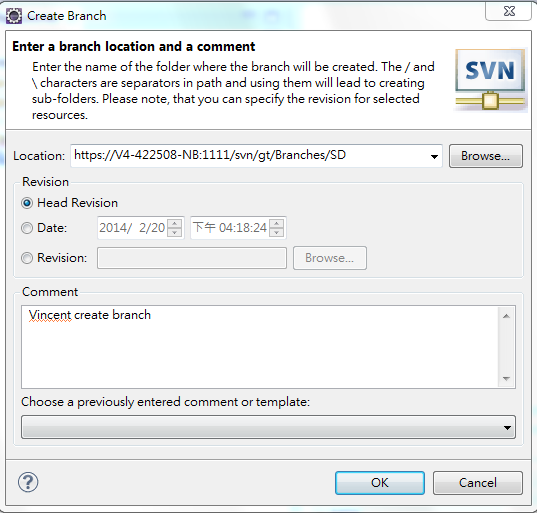 Create Branch
Enter a branch location and a comment
Enter the name of the folder where the branch will be created. The / and
\ characters are separators in path and using them will lead to creating
sub-folders. Please note, that you can specify the revision for selected
resources.
SVN
Location: https://V4-422508-NB:1111/svn/gt/Branches/SD Browse...
Revision
Head Revision
Date: 2014/ 2/20 下午 04:18:24
Revision: Browse...
Comment
Vincent create branch
Choose a previously entered comment or template:
? OK Cancel